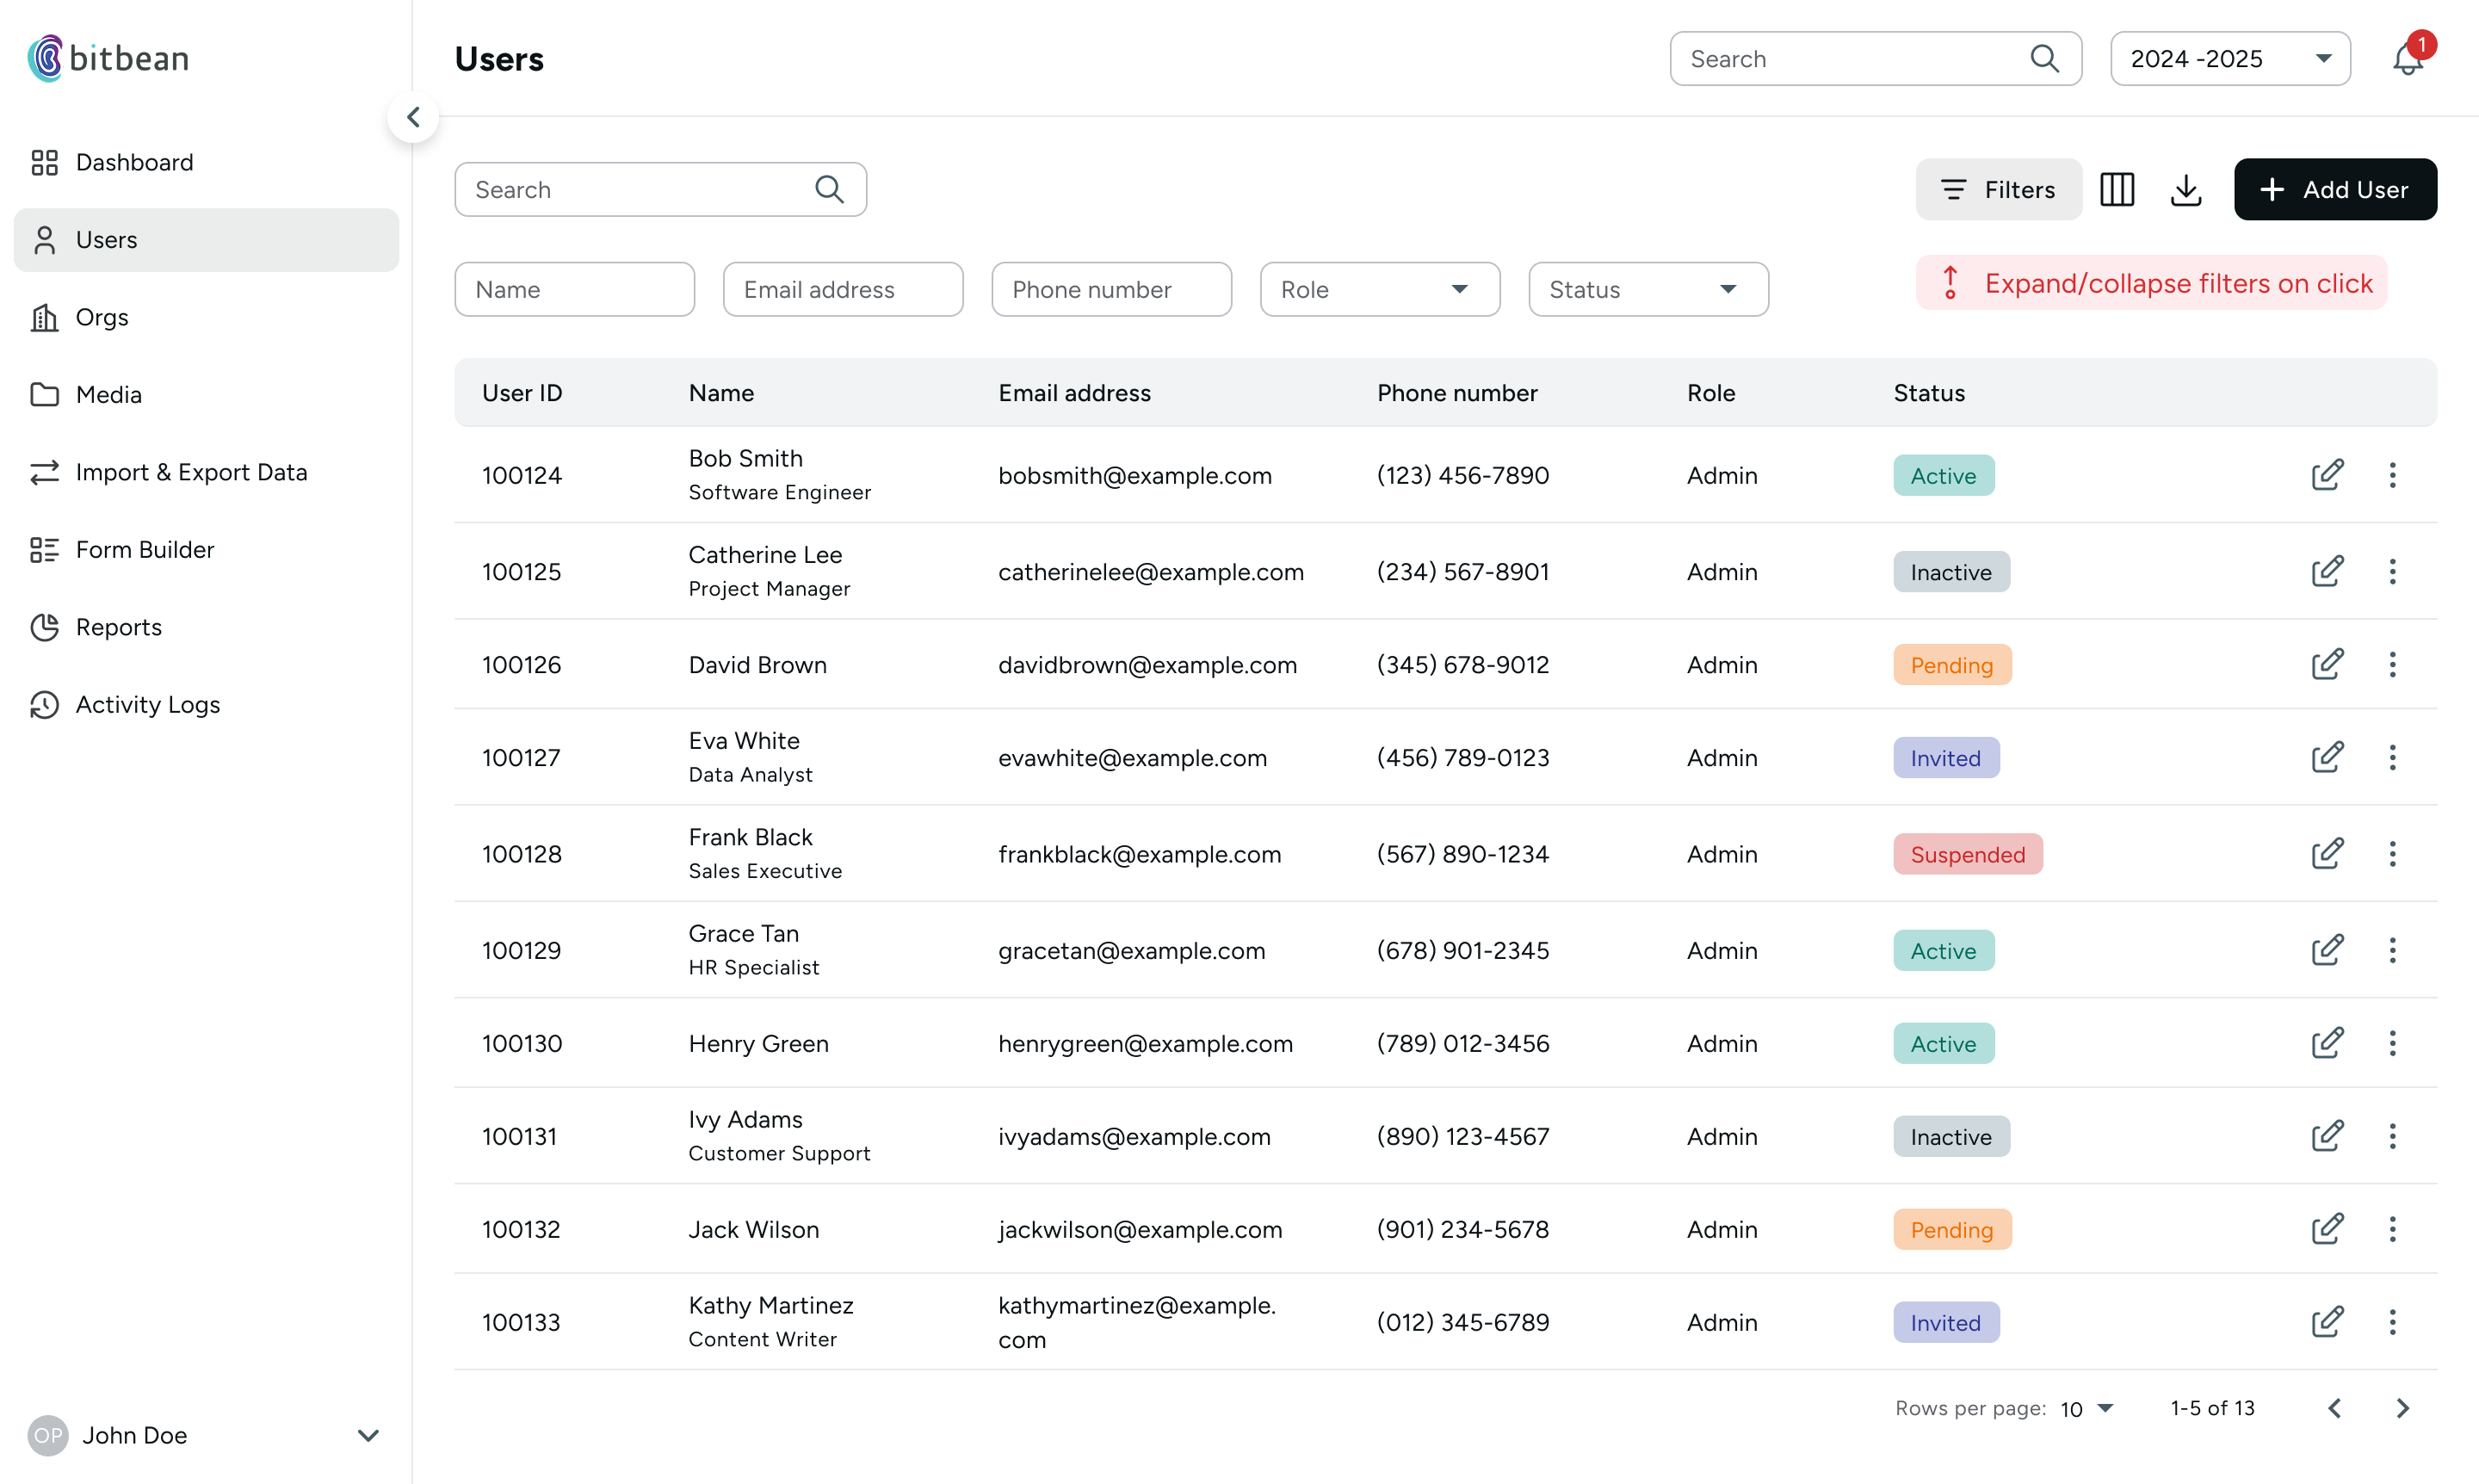 bitbean
Users
Search
2024 -2025
1
Dashboard
Users
Orgs
Media
Import & Export Data
Form Builder
Reports
Activity Logs
OP John Doe
Search
Filters
Add User
Name
Email address
Phone number
Role
Status
Expand/collapse filters on click
User ID Name Email address Phone number Role Status
100124 Bob Smith bobsmith@example.com (123) 456-7890 Admin Active
Software Engineer
100125 Catherine Lee catherinelee@example.com (234) 567-8901 Admin Inactive
Project Manager
100126 David Brown davidbrown@example.com (345) 678-9012 Admin Pending
100127 Eva White evawhite@example.com (456) 789-0123 Admin Invited
Data Analyst
100128 Frank Black frankblack@example.com (567) 890-1234 Admin Suspended
Sales Executive
100129 Grace Tan gracetan@example.com (678) 901-2345 Admin Active
HR Specialist
100130 Henry Green henrygreen@example.com (789) 012-3456 Admin Active
100131 Ivy Adams ivyadams@example.com (890) 123-4567 Admin Inactive
Customer Support
100132 Jack Wilson jackwilson@example.com (901) 234-5678 Admin Pending
100133 Kathy Martinez kathymartinez@example. (012) 345-6789 Admin Invited
Content Writer com
Rows per page: 10 1-5 of 13